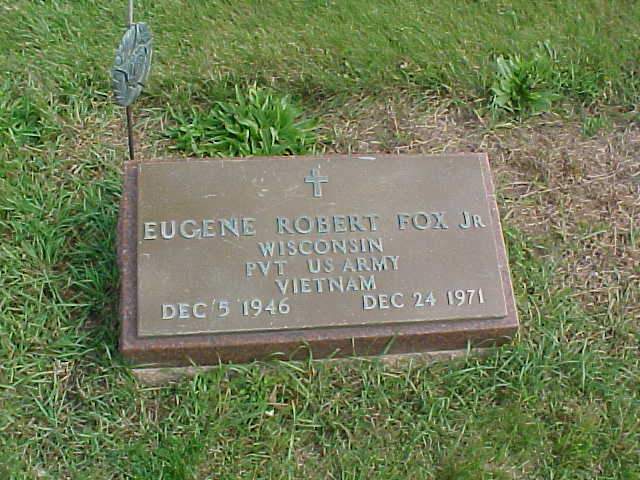 EUGENE ROBERT FOX JR
WISCONSIN
PVT US ARMY
VIETNAM
DEC 5 1946 DEC 24 1971